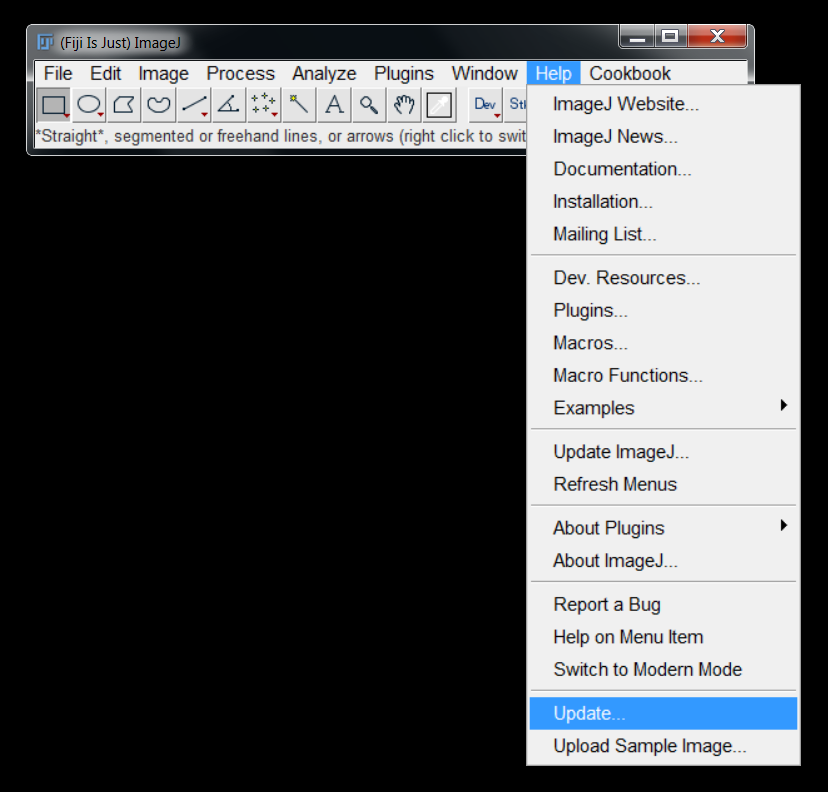 (Fiji Is Just) ImageJ
File Edit Image Process Analyze Plugins Window Help Cookbook
A Dev
*Straight*, segmented or freehand lines, or arrows (right click to
ImageJ Website...
ImageJ News...
Documentation...
Installation...
Mailing List...
Dev. Resources...
Plugins...
Macros...
Macro Functions...
Examples
Update ImageJ...
Refresh Menus
About Plugins
About ImageJ...
Report a Bug
Help on Menu Item
Switch to Modern Mode
Update...
Upload Sample Image...